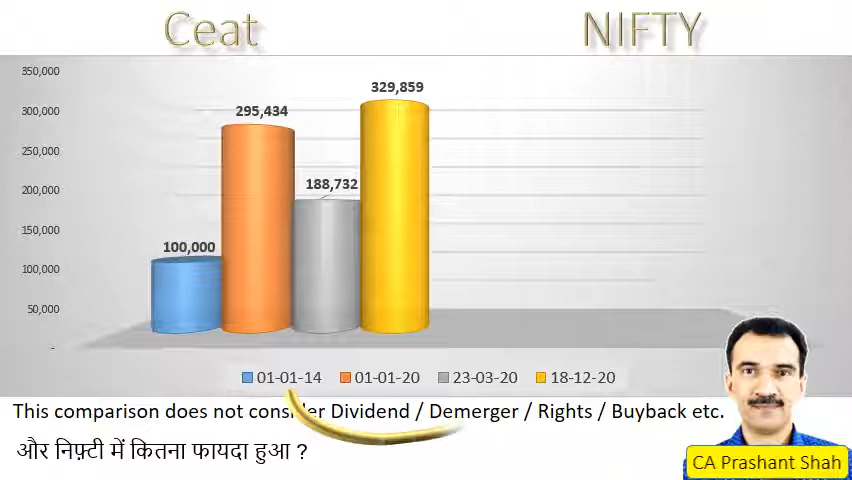 Ceat NIFTY
350,000
300,000
250,000
200,000
150,000
100,000
50,000
-
100,000
295,434
188,732
329,859
01-01-14 01-01-20 23-03-20 18-12-20
This comparison does not consider Dividend / Demerger / Rights / Buyback etc.
और निफ़्टी में कितना फायदा हुआ ?
CA Prashant Shah